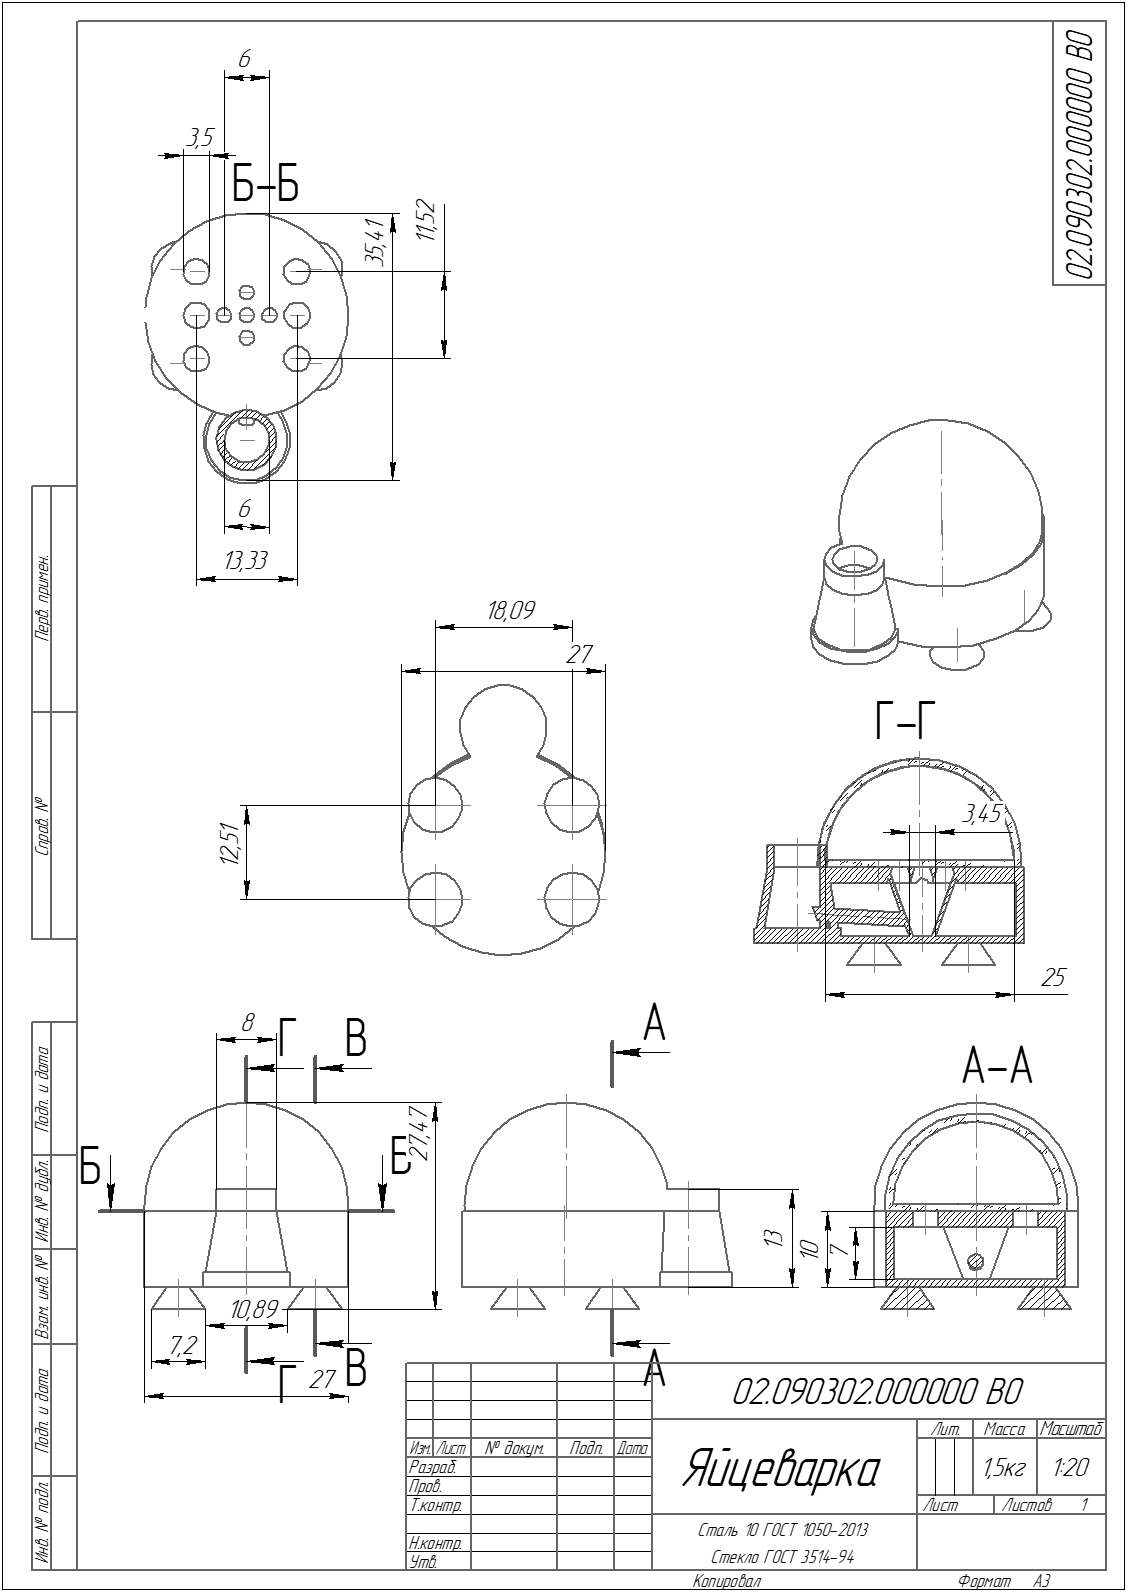 02.090302.000000 ВО
6
3,5
Б-Б
11,52
35,41
6
13,33
18,09
27
12,51
Г-Г
3,45
25
8
Г
В
27,47
Б
Б
10,89
7,2
В
Г
27
А
13
А
А-А
10
7
Перв. примен.
Справ. №
Подп. и дата
Инв. № дубл.
Взам. инв. №
Подп. и дата
Инв. № подл.
02.090302.000000 ВО
Изм. Лист № докум. Подп. Дата
Разраб.
Пров.
Т.контр.
Н.контр.
Утв.
Яйцеварка
Лит. Масса Масштаб
1,5кг 1:20
Лист Листов 1
Сталь 10 ГОСТ 1050-2013
Стекло ГОСТ 3514-94
Копировал Формат А3